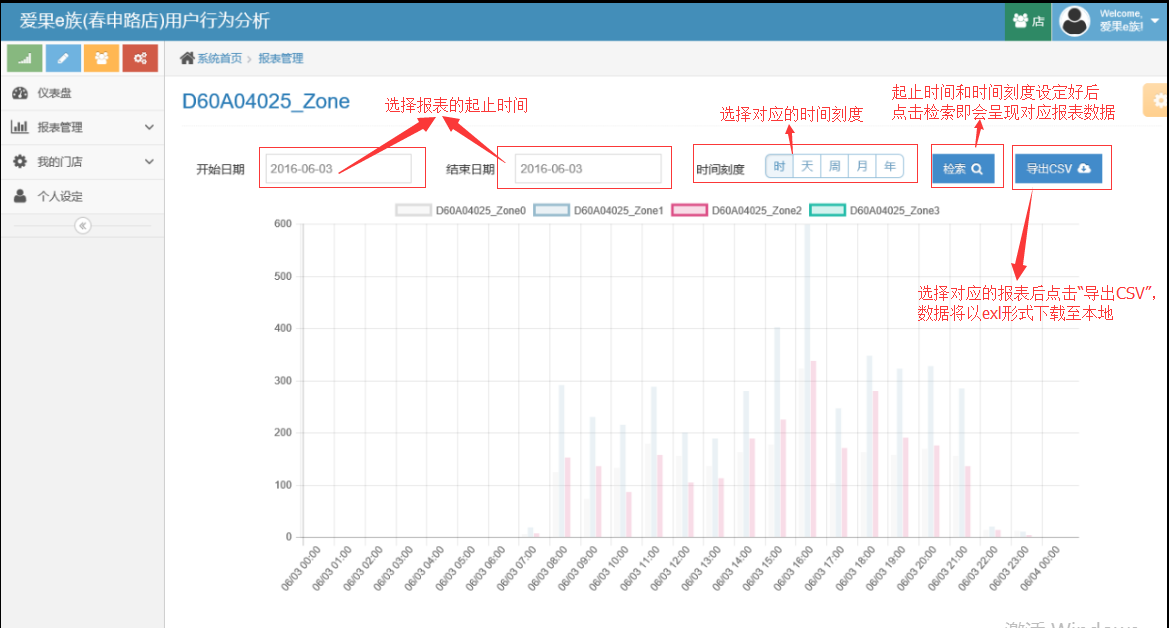 爱果e族(春申路店)用户行为分析
店
Welcome,
爱果e族!
系统首页 › 报表管理
仪表盘
报表管理
我的门店
个人设定
D60A04025_Zone
选择报表的起止时间
选择对应的时间刻度
起止时间和时间刻度设定好后
点击检索即会呈现对应报表数据
开始日期
2016-06-03
结束日期
2016-06-03
时间刻度
时 天 周 月 年
检索
导出CSV
D60A04025_Zone0 D60A04025_Zone1 D60A04025_Zone2 D60A04025_Zone3
选择对应的报表后点击“导出CSV”，
数据将以exl形式下载至本地
600
500
400
300
200
100
0
06/03 00:00
06/03 01:00
06/03 02:00
06/03 03:00
06/03 04:00
06/03 05:00
06/03 06:00
06/03 07:00
06/03 08:00
06/03 09:00
06/03 10:00
06/03 11:00
06/03 12:00
06/03 13:00
06/03 14:00
06/03 15:00
06/03 16:00
06/03 17:00
06/03 18:00
06/03 19:00
06/03 20:00
06/03 21:00
06/03 22:00
06/03 23:00
06/04 00:00
激活 Windows